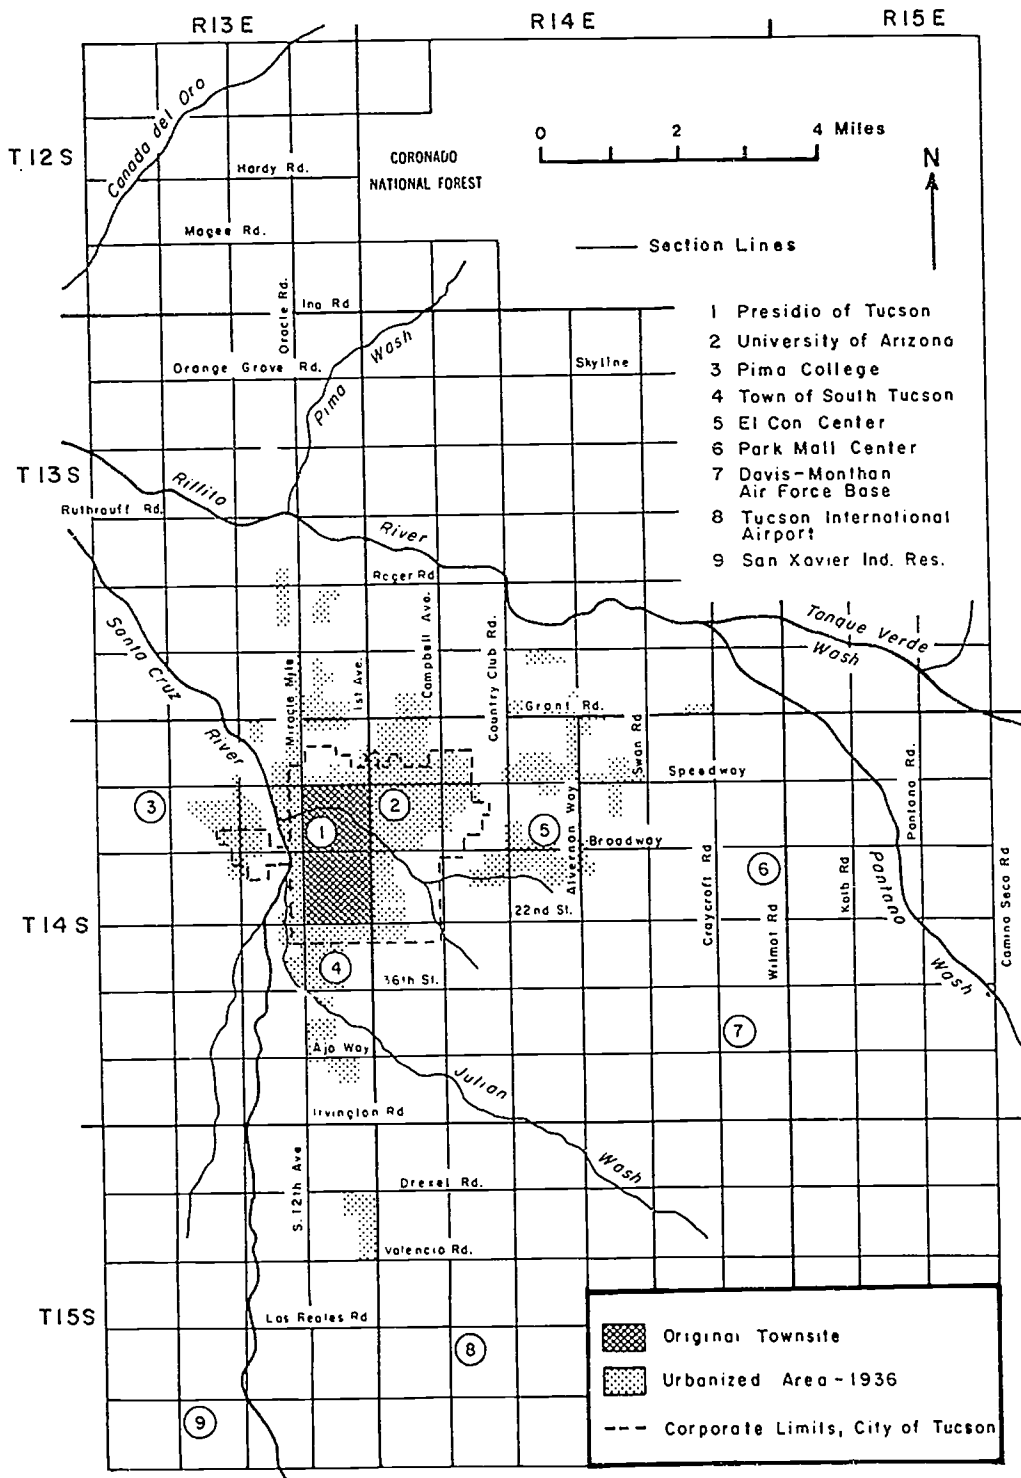 R13E
R14E
R15E
T12S
Canada del Oro
0 2 4 Miles
Hardy Rd.
CORONADO
NATIONAL FOREST
N
Magee Rd.
Section Lines
Oracle Rd.
Ina Rd
Pima Wash
Orange Grove Rd.
Skyline
1 Presidio of Tucson
2 University of Arizona
3 Pima College
4 Town of South Tucson
5 El Con Center
6 Park Mall Center
7 Davis-Monthan
Air Force Base
8 Tucson International
Airport
9 San Xavier Ind. Res.
T13S
Rillito River
Ruthrauff Rd.
Roger Rd
Santa Cruz River
Miracle Mile
1st Ave.
Campbell Ave.
Country Club Rd.
Tanque Verde
Wash
Grant Rd.
Swan Rd
Speedway
Alvernon Way
Broadway
Pantano Rd.
3
2
1
5
6
Craycroft Rd
Wilmot Rd
Kolb Rd
Pantano Wash
Camino Seco Rd
T14S
22nd St.
4
36th St.
7
Ajo Way
Julian Wash
Irvington Rd
S. 12th Ave
Drexel Rd.
Valencia Rd.
T15S
Los Reales Rd
8
9
Original Townsite
Urbanized Area-1936
Corporate Limits, City of Tucson